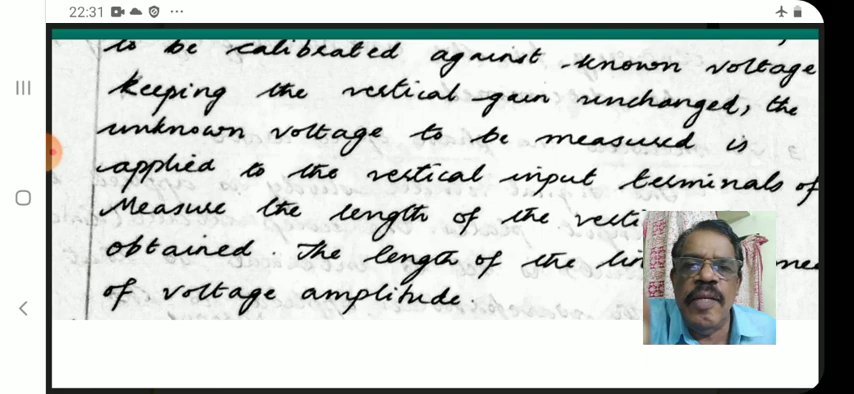 22:31
to be calibrated against known voltage
keeping the vertical gain unchanged, the
unknown voltage to be measured is
applied to the vertical input terminals of
Measure the length of the
obtained. The length of the
of voltage amplitude.